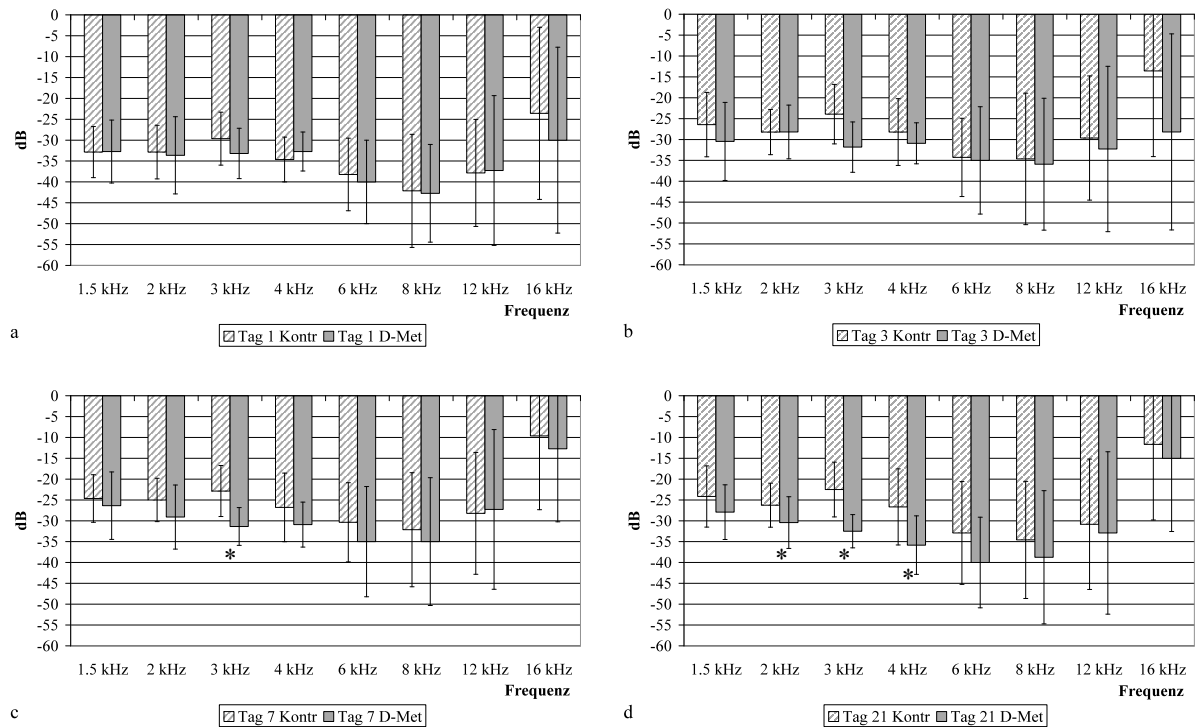 0
-5
-10
-15
-20
-25
-30
-35
-40
-45
-50
-55
-60
dB
1.5 kHz 2 kHz 3 kHz 4 kHz 6 kHz 8 kHz 12 kHz 16 kHz
Frequenz
Tag 1 Kontr Tag 1 D-Met
a
0
-5
-10
-15
-20
-25
-30
-35
-40
-45
-50
-55
-60
dB
1.5 kHz 2 kHz 3 kHz 4 kHz 6 kHz 8 kHz 12 kHz 16 kHz
Frequenz
Tag 3 Kontr Tag 3 D-Met
b
0
-5
-10
-15
-20
-25
-30
-35
-40
-45
-50
-55
-60
dB
*
1.5 kHz 2 kHz 3 kHz 4 kHz 6 kHz 8 kHz 12 kHz 16 kHz
Frequenz
Tag 7 Kontr Tag 7 D-Met
c
0
-5
-10
-15
-20
-25
-30
-35
-40
-45
-50
-55
-60
dB
* *
*
1.5 kHz 2 kHz 3 kHz 4 kHz 6 kHz 8 kHz 12 kHz 16 kHz
Frequenz
Tag 21 Kontr Tag 21 D-Met
d